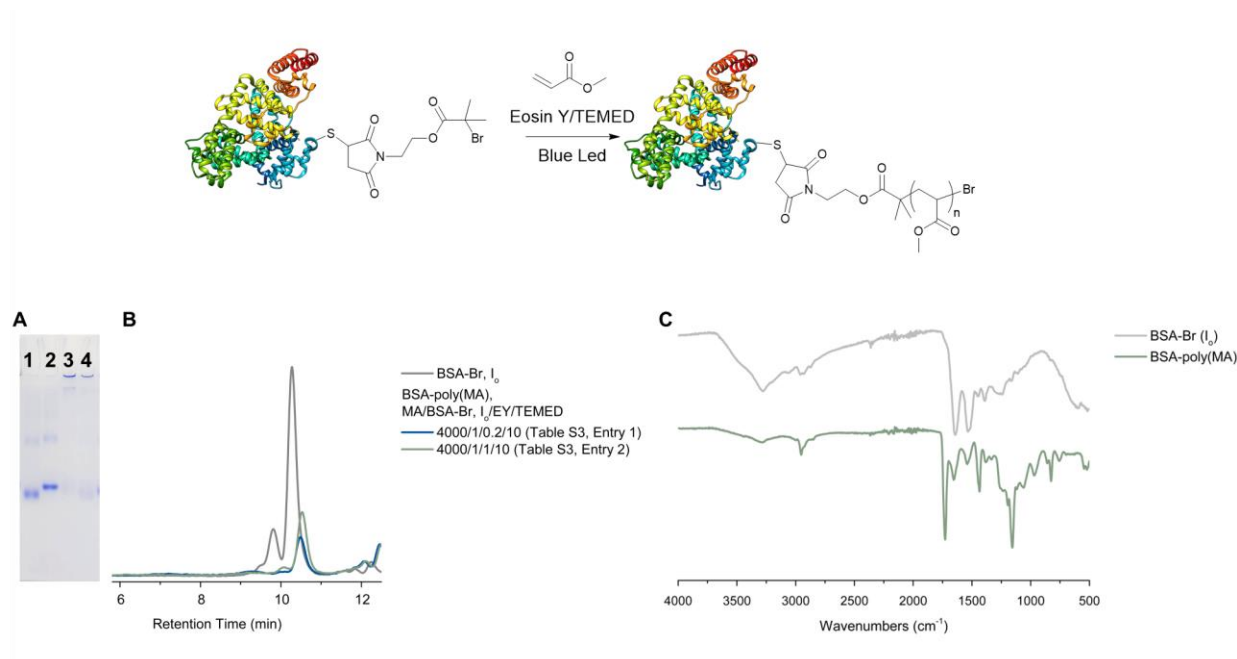 S
O
N
O
O
O
Br
O
O
Eosin Y/TEMED
Blue Led
S
O
N
O
O
O
Br
n
O
O
A
B
C
1 2 3 4
BSA-Br, Io
BSA-poly(MA),
MA/BSA-Br, Io/EY/TEMED
4000/1/0.2/10 (Table S3, Entry 1)
4000/1/1/10 (Table S3, Entry 2)
6 8 10 12
Retention Time (min)
BSA-Br (Io)
BSA-poly(MA)
4000 3500 3000 2500 2000 1500 1000 500
Wavenumbers (cm⁻¹)